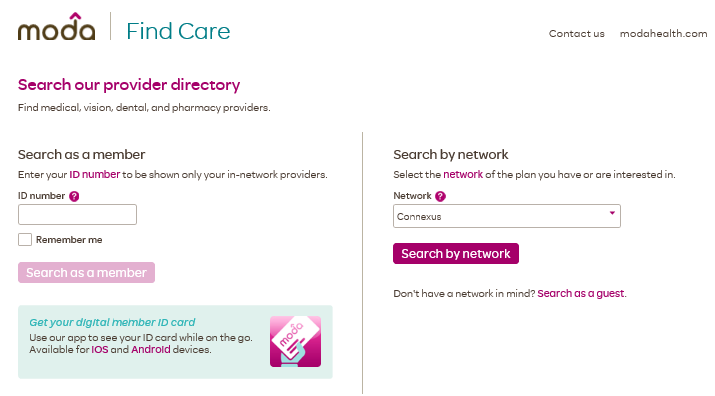 moda Find Care
Contact us modahealth.com
Search our provider directory
Find medical, vision, dental, and pharmacy providers.
Search as a member
Enter your ID number to be shown only your in-network providers.
ID number ?
Remember me
Search as a member
Get your digital member ID card
Use our app to see your ID card while on the go.
Available for iOS and Android devices.
moda
Search by network
Select the network of the plan you have or are interested in.
Network ?
Connexus
Search by network
Don't have a network in mind? Search as a guest.